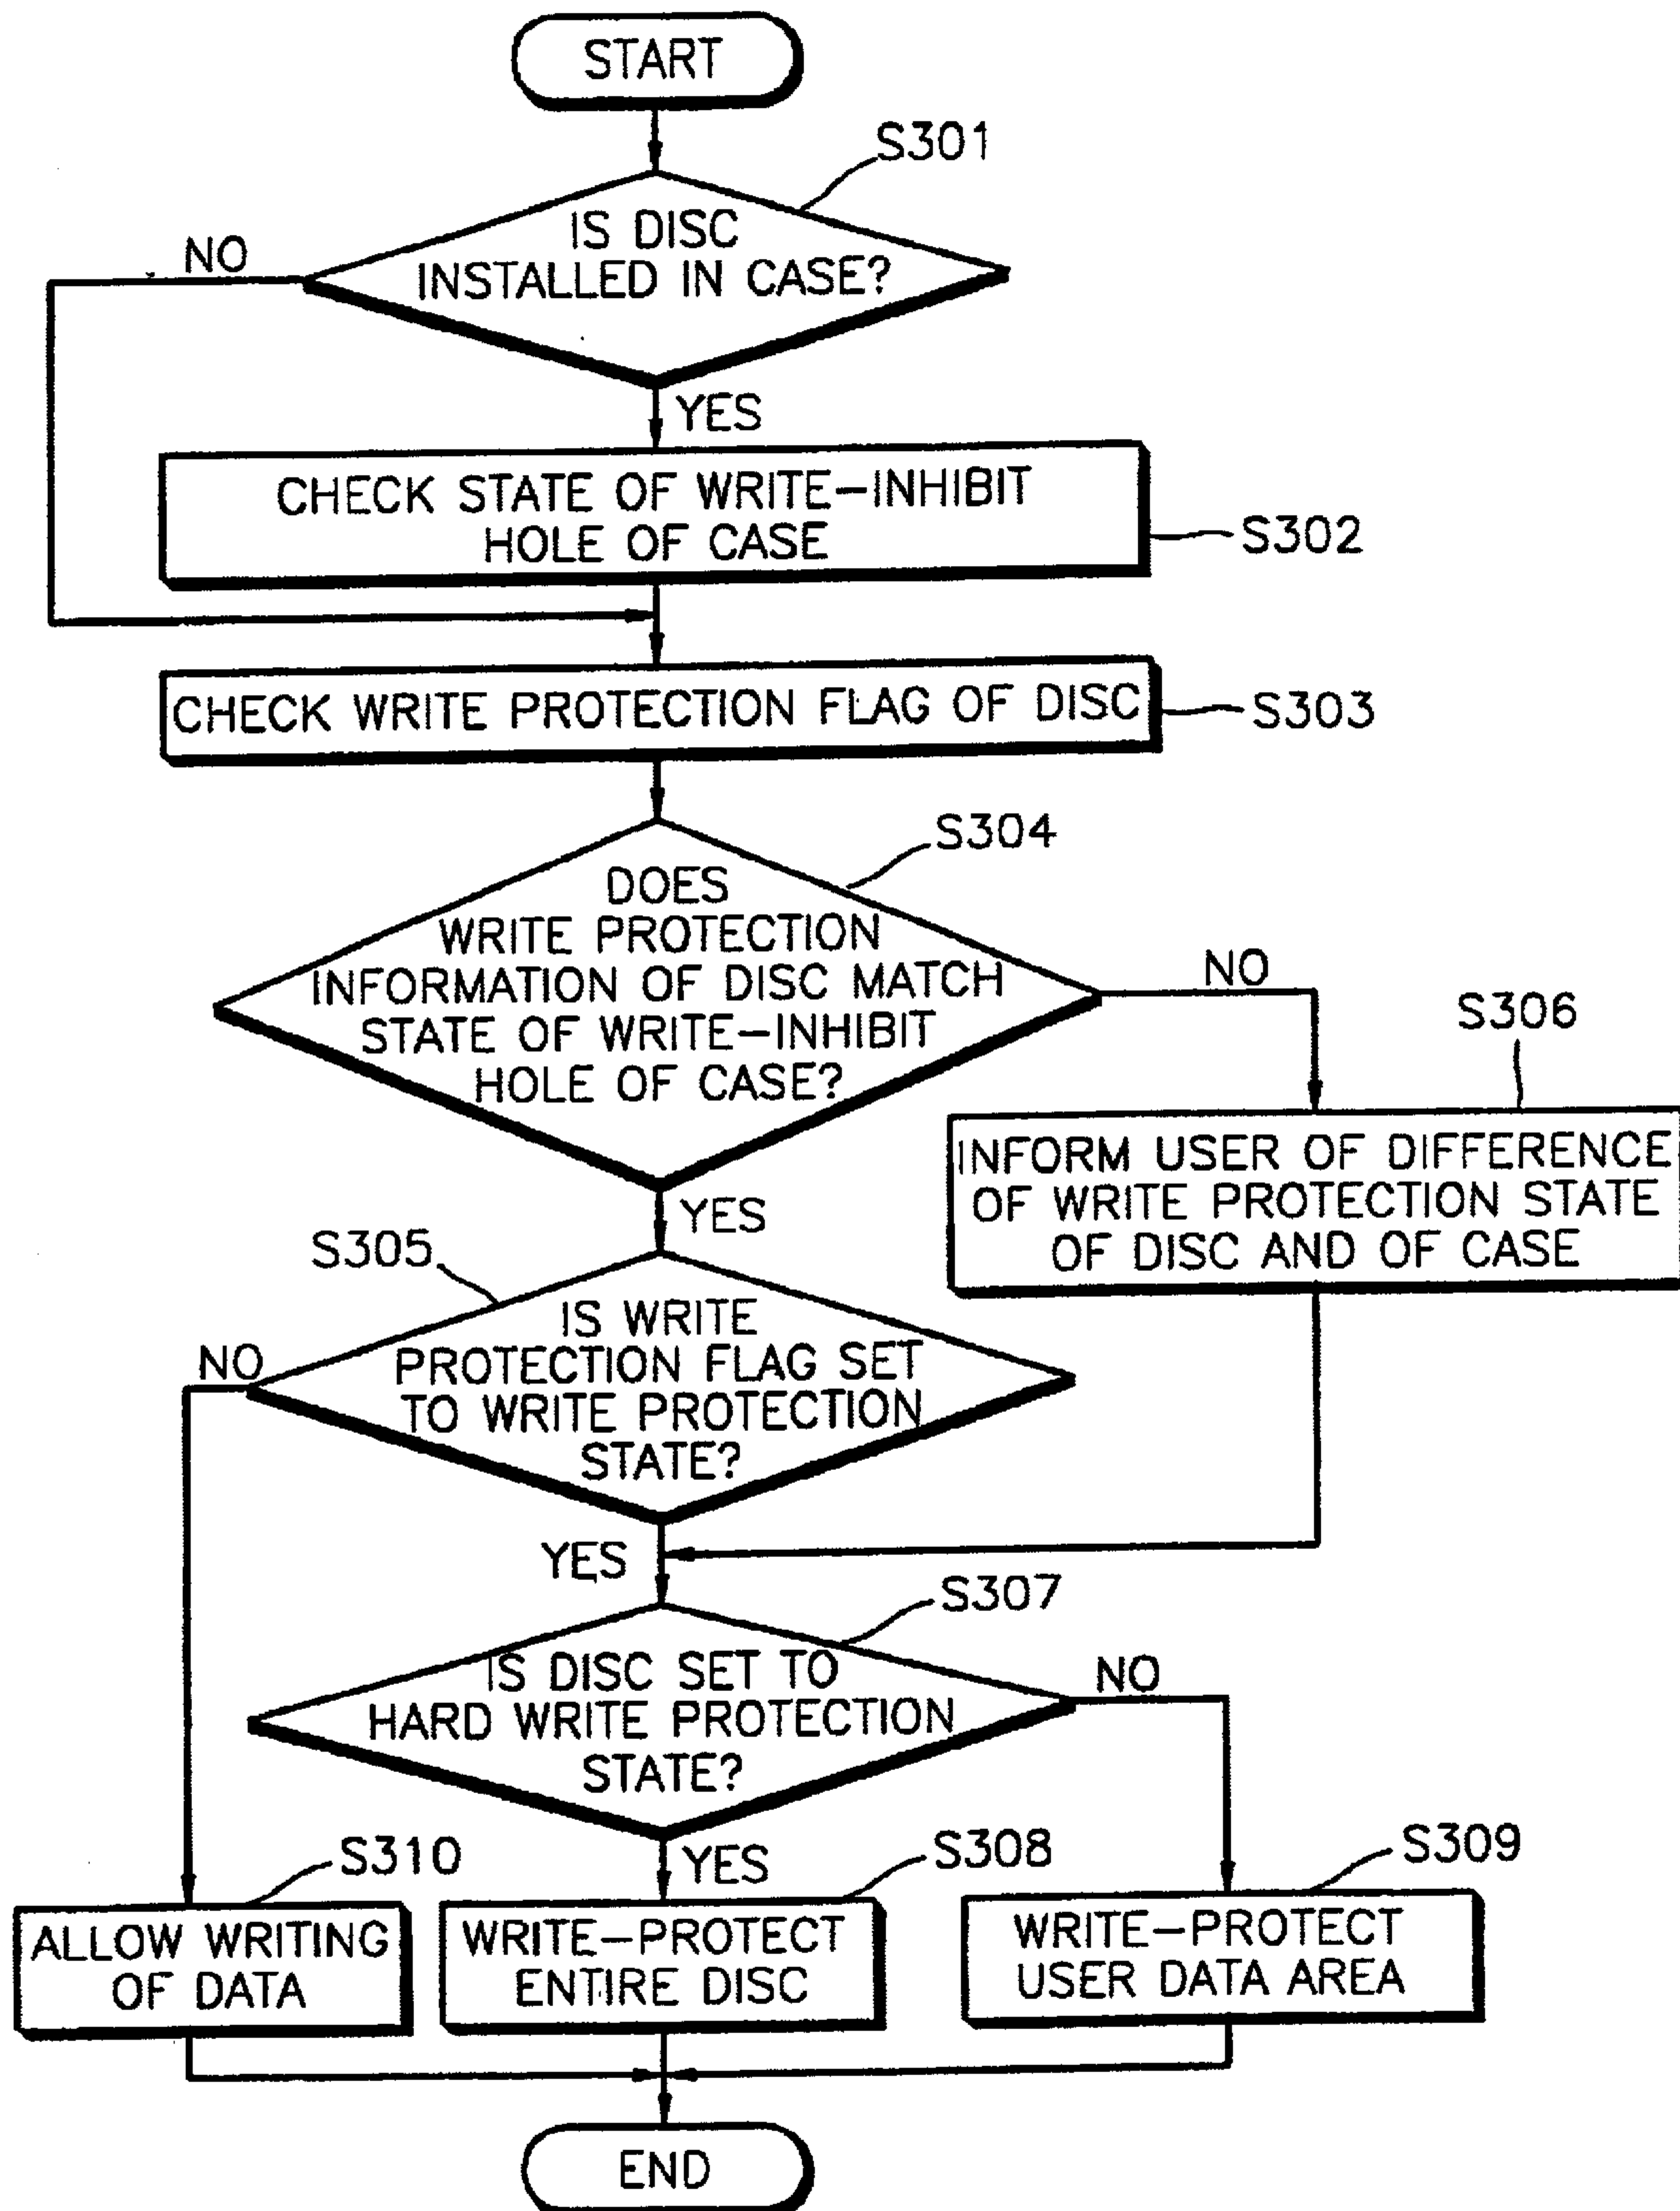 START
S301
IS DISC
INSTALLED IN CASE?
NO
YES
CHECK STATE OF WRITE-INHIBIT
HOLE OF CASE
S302
CHECK WRITE PROTECTION FLAG OF DISC
S303
S304
DOES
WRITE PROTECTION
INFORMATION OF DISC MATCH
STATE OF WRITE-INHIBIT
HOLE OF CASE?
NO
S306
INFORM USER OF DIFFERENCE
OF WRITE PROTECTION STATE
OF DISC AND OF CASE
YES
S305
IS WRITE
PROTECTION FLAG SET
TO WRITE PROTECTION
STATE?
NO
YES
S307
IS DISC SET TO
HARD WRITE PROTECTION
STATE?
NO
YES
S310
ALLOW WRITING
OF DATA
S308
WRITE-PROTECT
ENTIRE DISC
S309
WRITE-PROTECT
USER DATA AREA
END